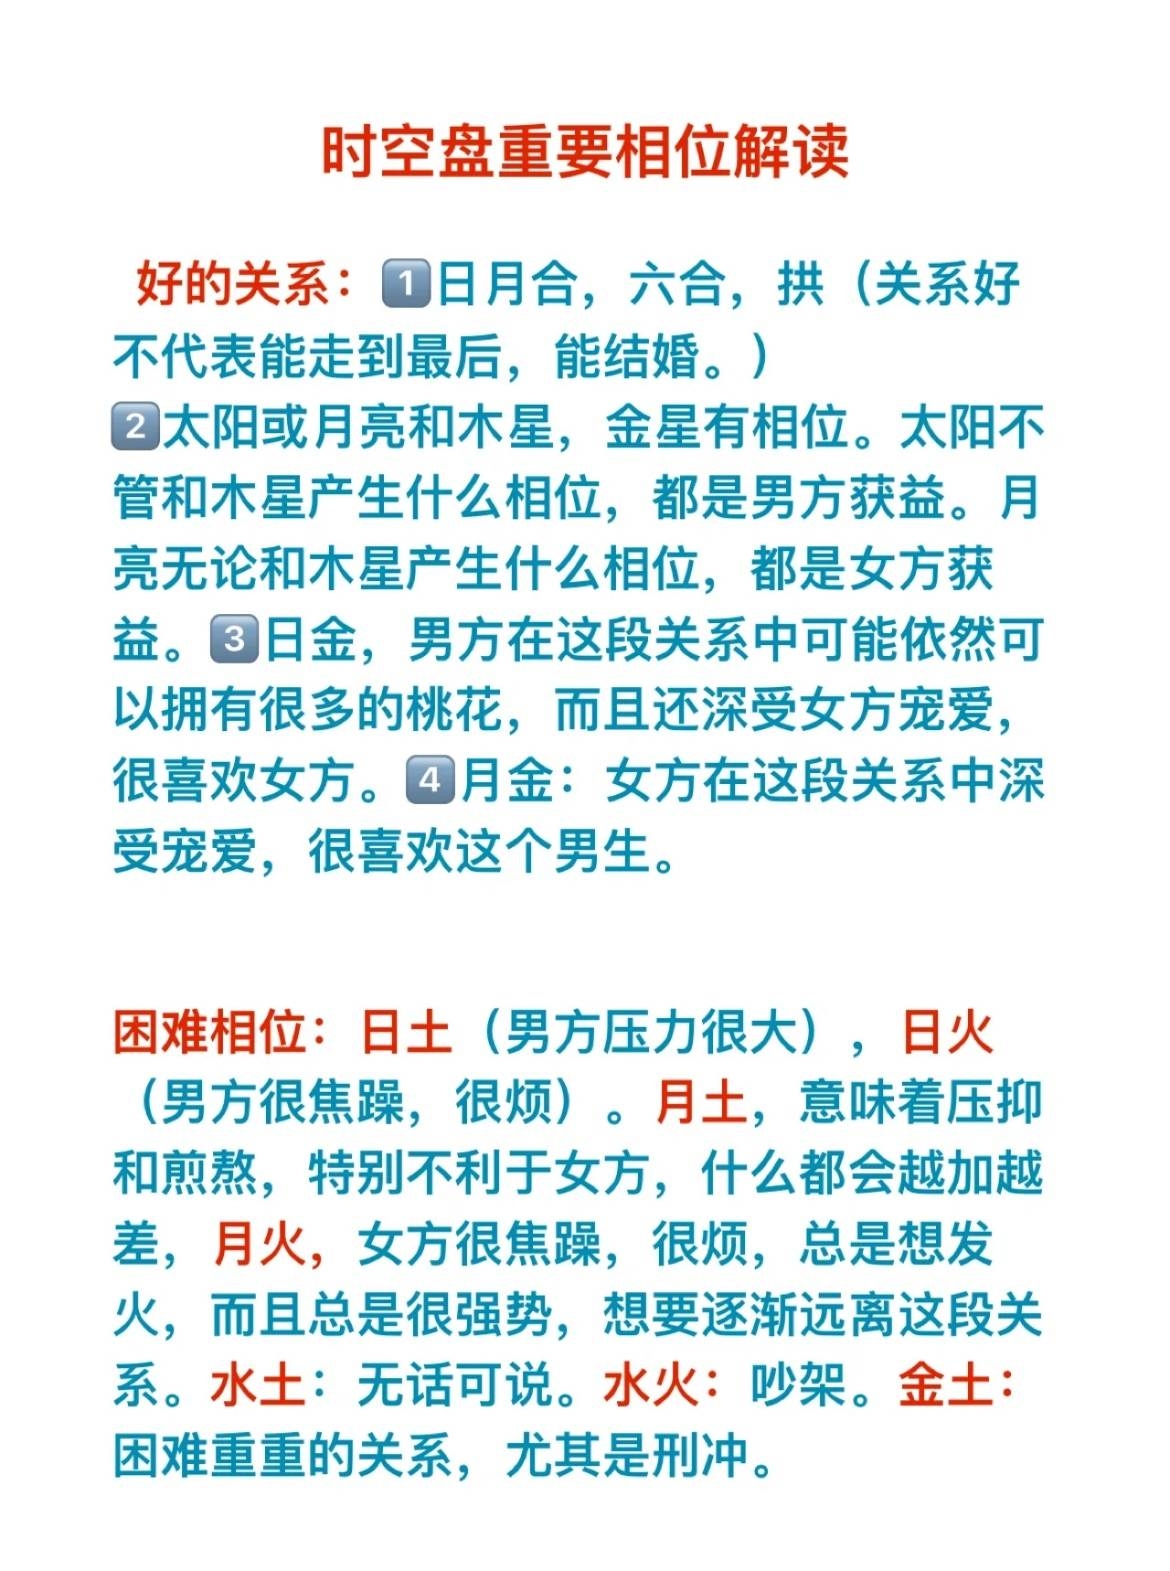 时空盘重要相位解读
好的关系：1️⃣日月合，六合，拱（关系好
不代表能走到最后，能结婚。）
2️⃣太阳或月亮和木星，金星有相位。太阳不
管和木星产生什么相位，都是男方获益。月
亮无论和木星产生什么相位，都是女方获
益。3️⃣日金，男方在这段关系中可能依然可
以拥有很多的桃花，而且还深受女方宠爱，
很喜欢女方。4️⃣月金：女方在这段关系中深
受宠爱，很喜欢这个男生。
困难相位：日土（男方压力很大），日火
（男方很焦躁，很烦）。月土，意味着压抑
和煎熬，特别不利于女方，什么都会越加越
差，月火，女方很焦躁，很烦，总是想发
火，而且总是很强势，想要逐渐远离这段关
系。水土：无话可说。水火：吵架。金土：
困难重重的关系，尤其是刑冲。